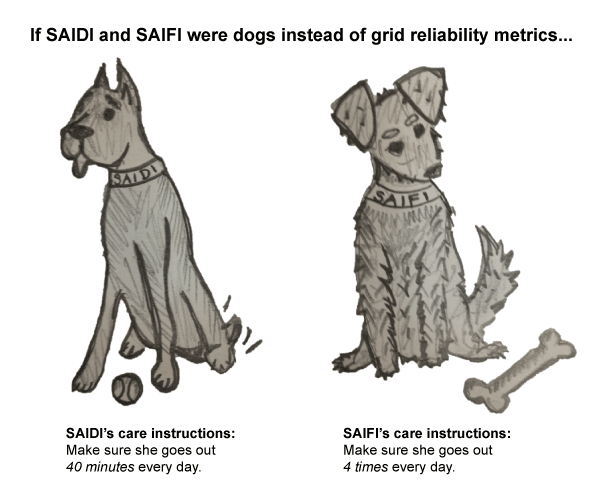 If SAIDI and SAIFI were dogs instead of grid reliability metrics...
SAIDI
SAIFI
SAIDI’s care instructions:
Make sure she goes out
40 minutes every day.
SAIFI’s care instructions:
Make sure she goes out
4 times every day.